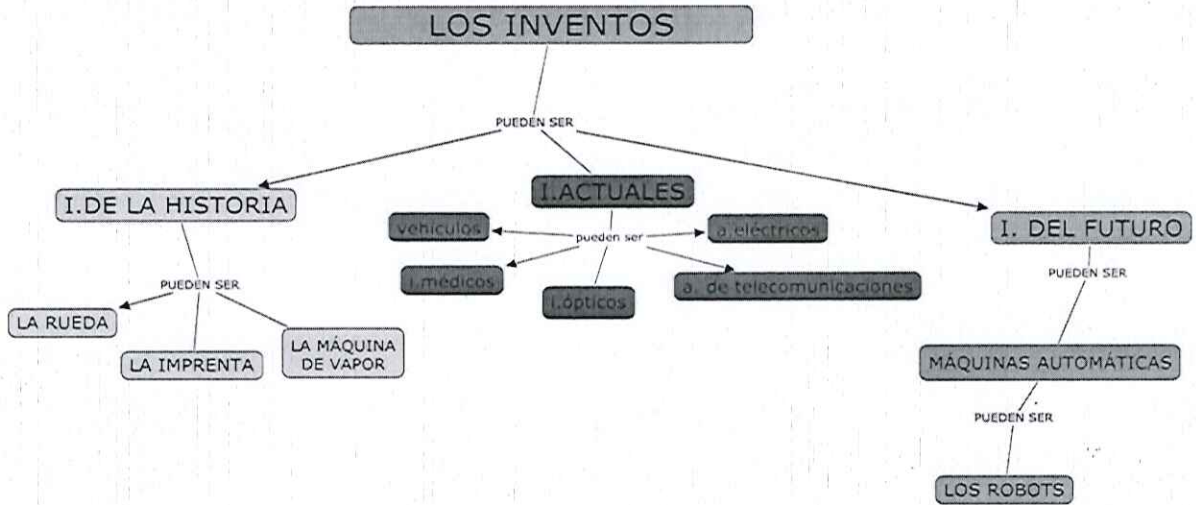 LOS INVENTOS
PUEDEN SER
I.DE LA HISTORIA
PUEDEN SER
LA RUEDA
LA IMPRENTA
LA MÁQUINA
DE VAPOR
I.ACTUALES
pueden ser
vehículos
a.eléctricos
i.médicos
i.ópticos
a. de telecomunicaciones
I. DEL FUTURO
PUEDEN SER
MÁQUINAS AUTOMÁTICAS
PUEDEN SER
LOS ROBOTS